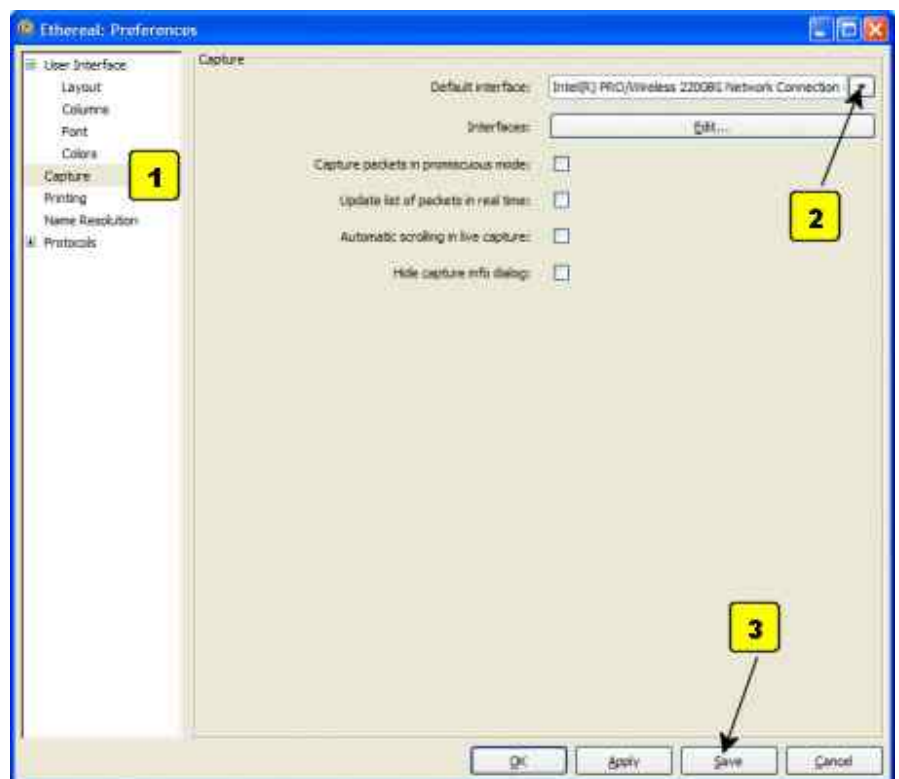 Ethereal: Preferences
User Interface
Layout
Columns
Font
Colors
Capture
Printing
Name Resolution
Protocols
1
Capture
Default interface:
Intel(R) PRO/Wireless 2200BG Network Connection
Interfaces:
Edit...
Capture packets in promiscuous mode:
Update list of packets in real time:
Automatic scrolling in live capture:
Hide capture info dialog:
2
3
OK
Apply
Save
Cancel